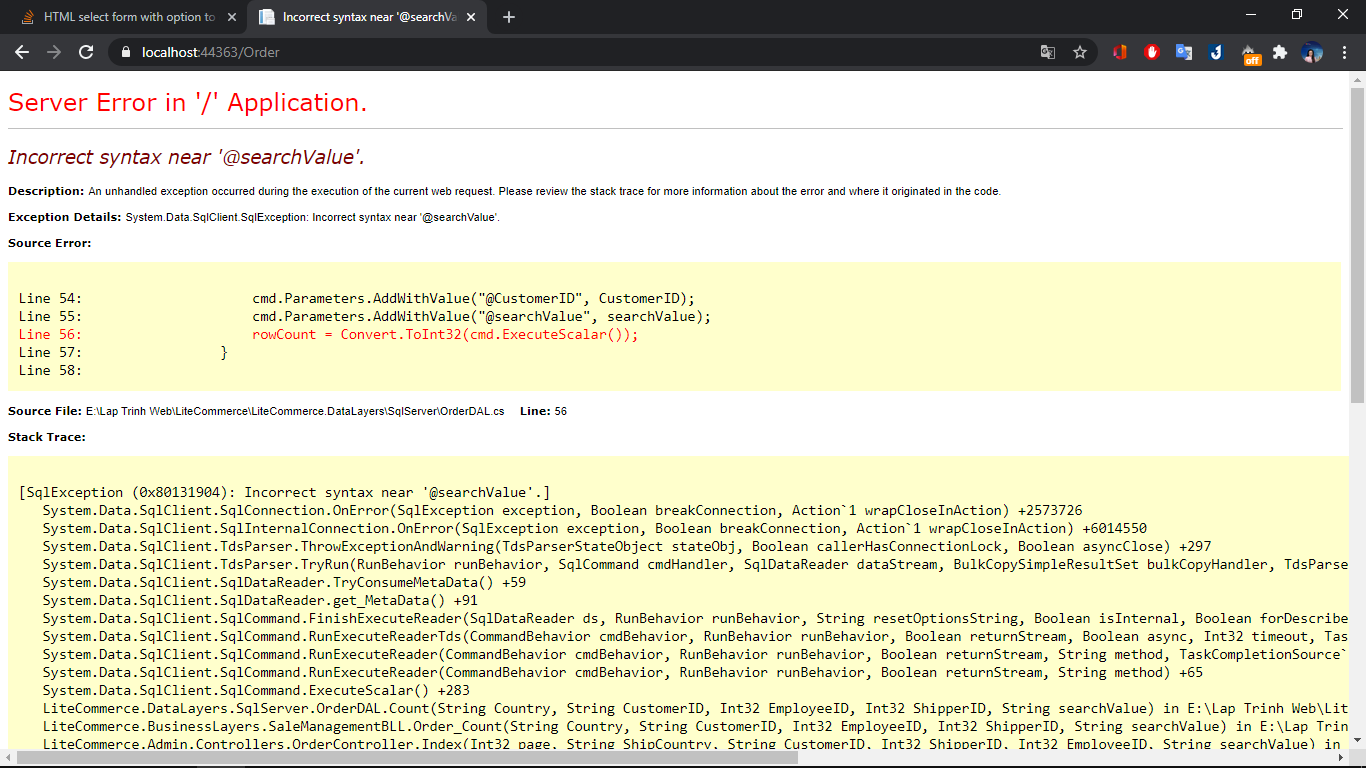 HTML select form with option to
Incorrect syntax near '@searchVa
localhost:44363/Order
off
Server Error in '/' Application.
Incorrect syntax near '@searchValue'.
Description: An unhandled exception occurred during the execution of the current web request. Please review the stack trace for more information about the error and where it originated in the code.
Exception Details: System.Data.SqlClient.SqlException: Incorrect syntax near '@searchValue'.
Source Error:
Line 54: cmd.Parameters.AddWithValue("@CustomerID", CustomerID);
Line 55: cmd.Parameters.AddWithValue("@searchValue", searchValue);
Line 56: rowCount = Convert.ToInt32(cmd.ExecuteScalar());
Line 57: }
Line 58:
Source File: E:\Lap Trinh Web\LiteCommerce\LiteCommerce.DataLayers\SqlServer\OrderDAL.cs Line: 56
Stack Trace:
[SqlException (0x80131904): Incorrect syntax near '@searchValue'.]
System.Data.SqlClient.SqlConnection.OnError(SqlException exception, Boolean breakConnection, Action`1 wrapCloseInAction) +2573726
System.Data.SqlClient.SqlInternalConnection.OnError(SqlException exception, Boolean breakConnection, Action`1 wrapCloseInAction) +6014550
System.Data.SqlClient.TdsParser.ThrowExceptionAndWarning(TdsParserStateObject stateObj, Boolean callerHasConnectionLock, Boolean asyncClose) +297
System.Data.SqlClient.TdsParser.TryRun(RunBehavior runBehavior, SqlCommand cmdHandler, SqlDataReader dataStream, BulkCopySimpleResultSet bulkCopyHandler, TdsParse
System.Data.SqlClient.SqlDataReader.TryConsumeMetaData() +59
System.Data.SqlClient.SqlDataReader.get_MetaData() +91
System.Data.SqlClient.SqlCommand.FinishExecuteReader(SqlDataReader ds, RunBehavior runBehavior, String resetOptionsString, Boolean isInternal, Boolean forDescribe
System.Data.SqlClient.SqlCommand.RunExecuteReaderTds(CommandBehavior cmdBehavior, RunBehavior runBehavior, Boolean returnStream, Boolean async, Int32 timeout, Tas
System.Data.SqlClient.SqlCommand.RunExecuteReader(CommandBehavior cmdBehavior, RunBehavior runBehavior, Boolean returnStream, String method, TaskCompletionSource`
System.Data.SqlClient.SqlCommand.RunExecuteReader(CommandBehavior cmdBehavior, RunBehavior runBehavior, Boolean returnStream, String method) +65
System.Data.SqlClient.SqlCommand.ExecuteScalar() +283
LiteCommerce.DataLayers.SqlServer.OrderDAL.Count(String Country, String CustomerID, Int32 EmployeeID, Int32 ShipperID, String searchValue) in E:\Lap Trinh Web\Lit
LiteCommerce.BusinessLayers.SaleManagementBLL.Order_Count(String Country, String CustomerID, Int32 EmployeeID, Int32 ShipperID, String searchValue) in E:\Lap Trin
LiteCommerce.Admin.Controllers.OrderController.Index(Int32 page, String ShipCountry, String CustomerID, Int32 ShipperID, Int32 EmployeeID, String searchValue) in